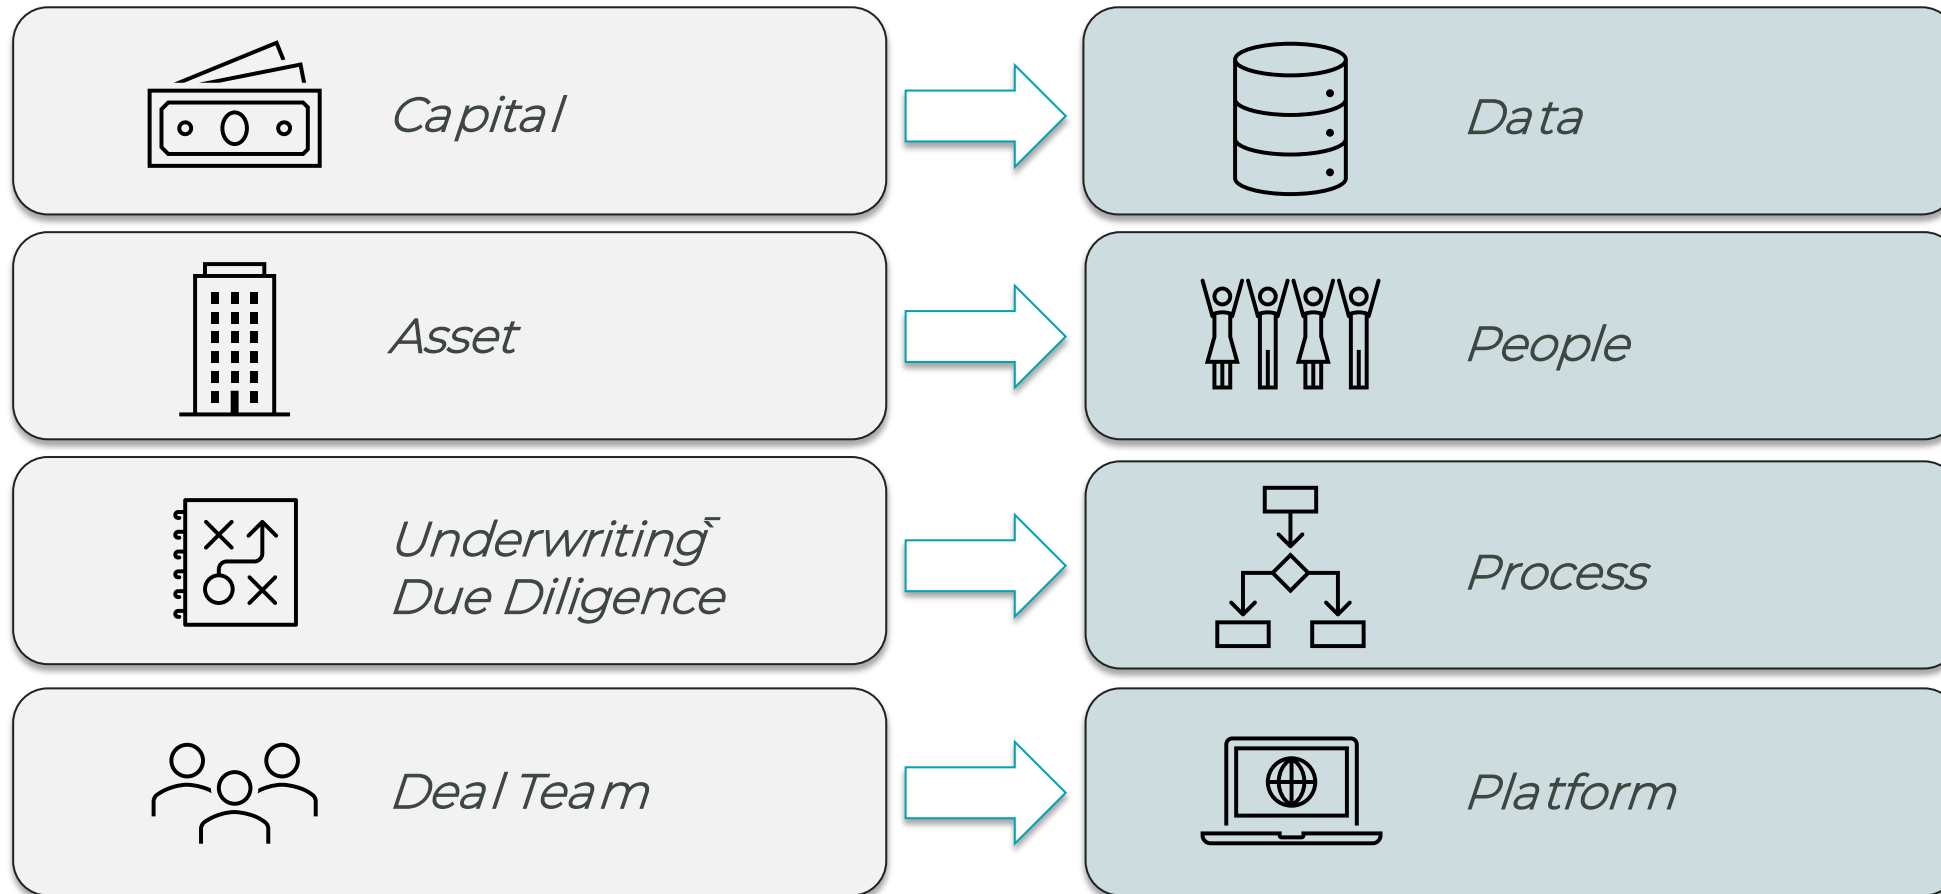 Capital
Data
Asset
People
Underwriting
Due Diligence
Process
Deal Team
Platform